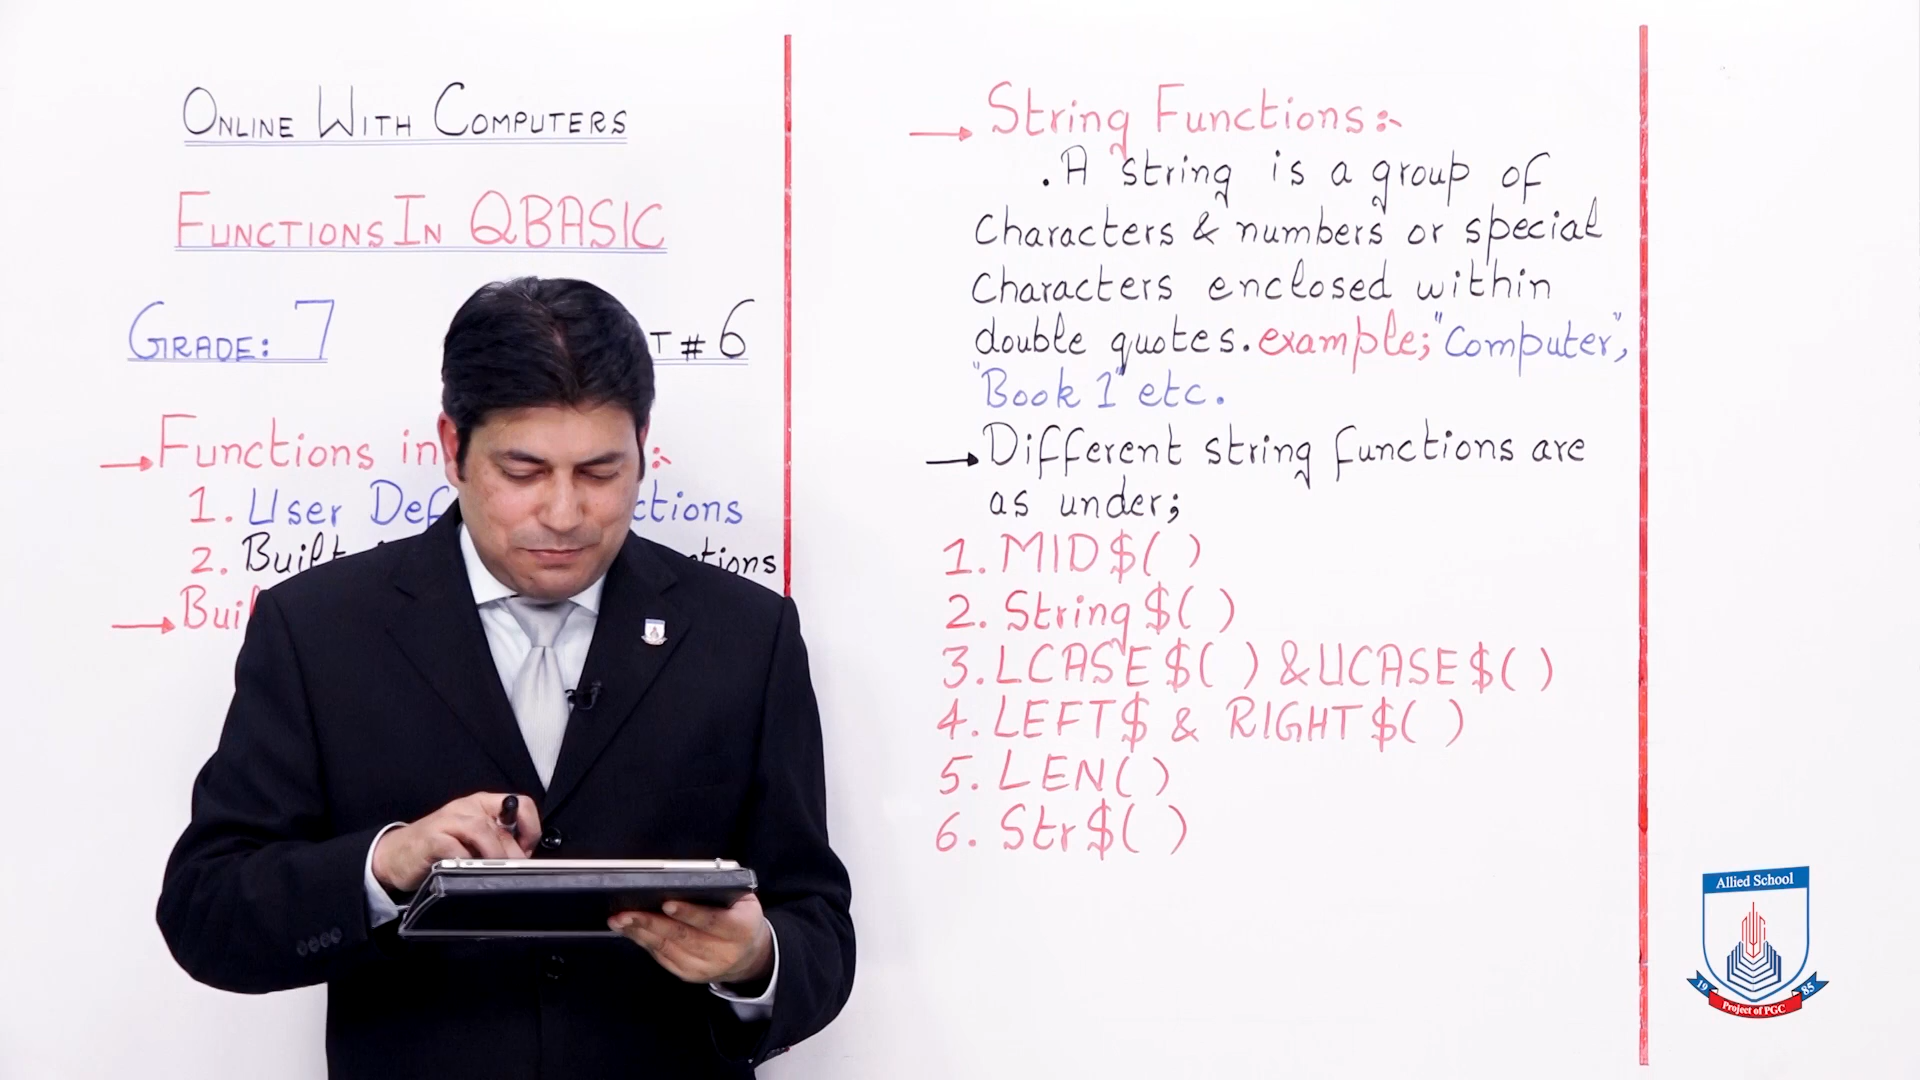 ONLINE WITH COMPUTERS
FUNCTIONS IN QBASIC
GRADE: 7 T # 6
Functions in :-
1. User Def ctions
2. Built ctions
Buil
String Functions:-
.A string is a group of
Characters & numbers or special
Characters enclosed within
double quotes. example; "Computer",
"Book 1" etc.
Different string functions are
as under;
1. MID$( )
2. String$( )
3. LCASE$( ) & UCASE$( )
4. LEFT$ & RIGHT$( )
5. LEN( )
6. Str$( )
Allied School
19 85
Project of PGC